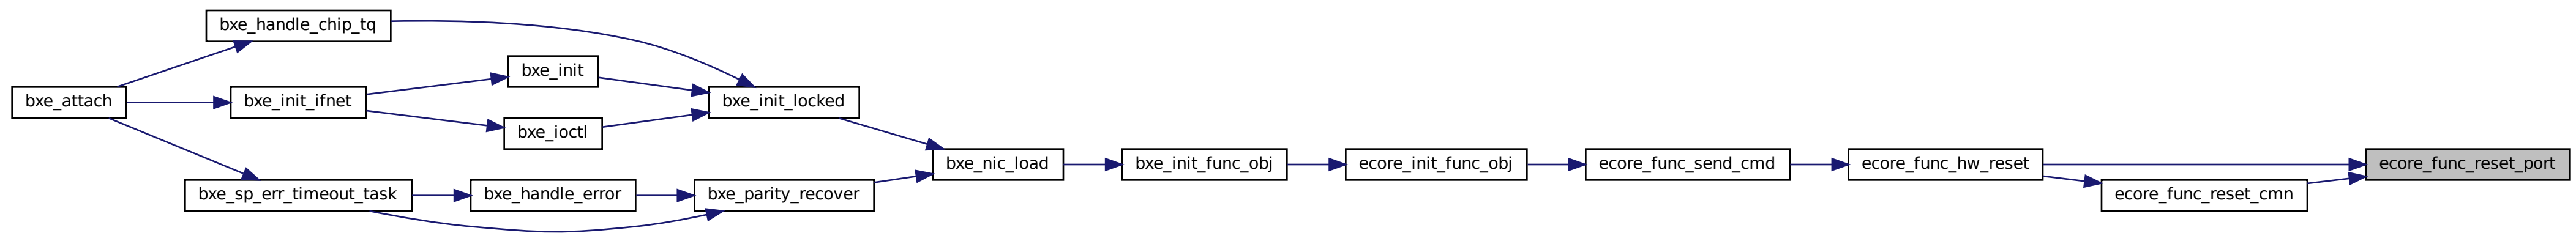 bxe_handle_chip_tq
bxe_init
bxe_attach
bxe_init_ifnet
bxe_init_locked
bxe_ioctl
bxe_nic_load
bxe_init_func_obj
ecore_init_func_obj
ecore_func_send_cmd
ecore_func_hw_reset
ecore_func_reset_port
bxe_sp_err_timeout_task
bxe_handle_error
bxe_parity_recover
ecore_func_reset_cmn